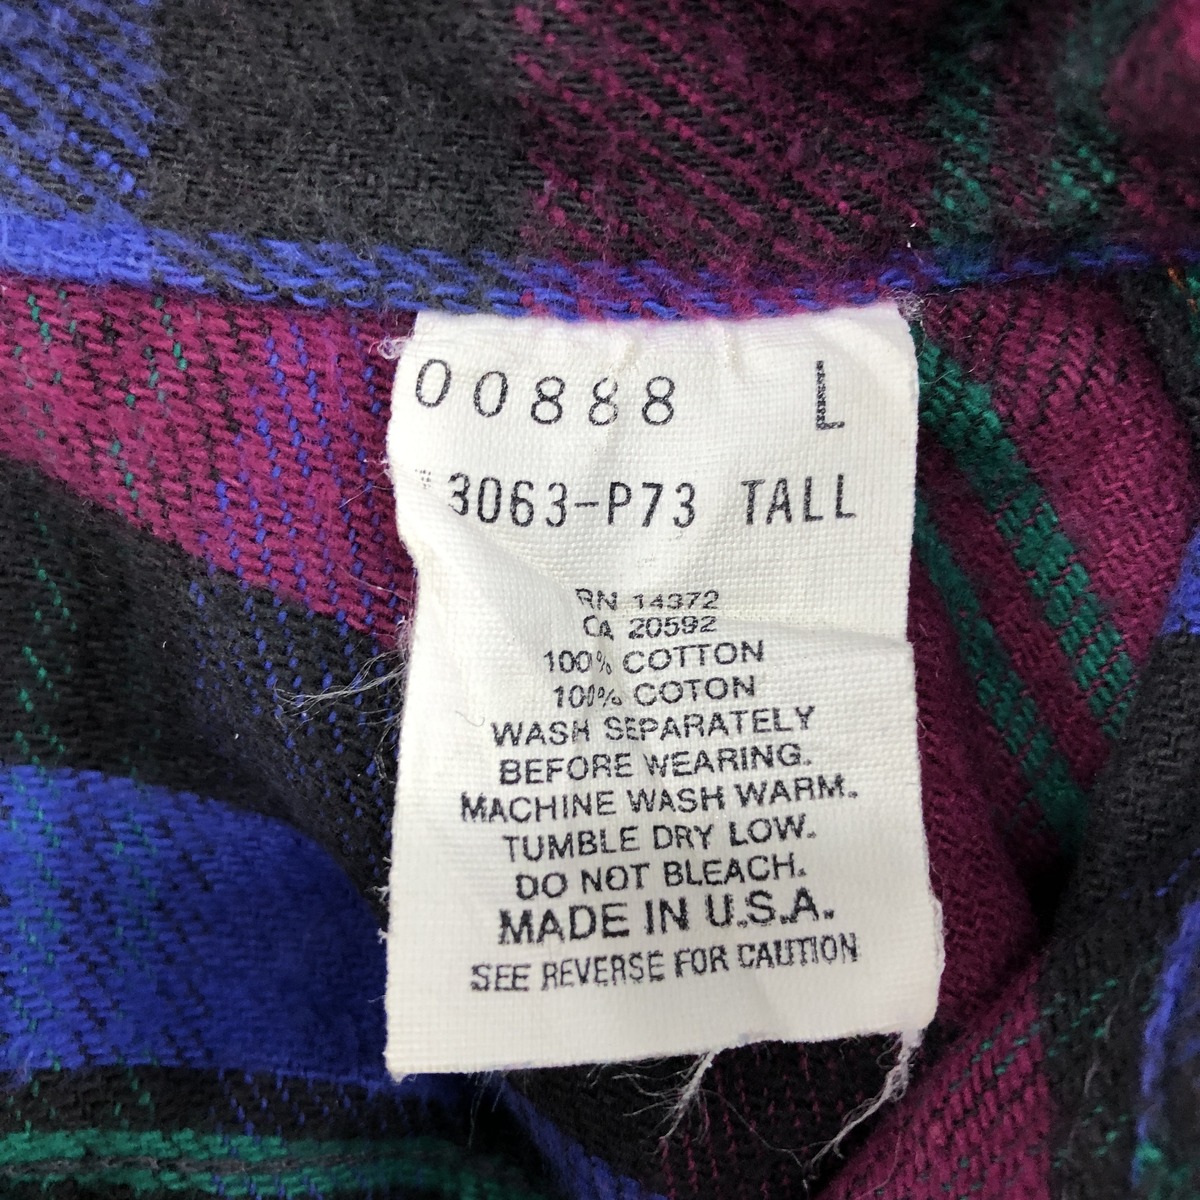 00888 L
#3063-P73 TALL
RN 14372
CA 20592
100% COTTON
100% COTON
WASH SEPARATELY
BEFORE WEARING.
MACHINE WASH WARM.
TUMBLE DRY LOW.
DO NOT BLEACH.
MADE IN U.S.A.
SEE REVERSE FOR CAUTION